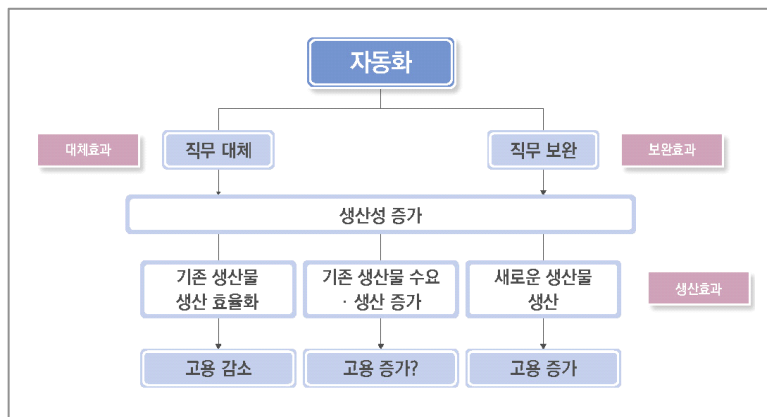 자동화
대체효과
직무 대체
직무 보완
보완효과
생산성 증가
기존 생산물
생산 효율화
기존 생산물 수요
· 생산 증가
새로운 생산물
생산
생산효과
고용 감소
고용 증가?
고용 증가